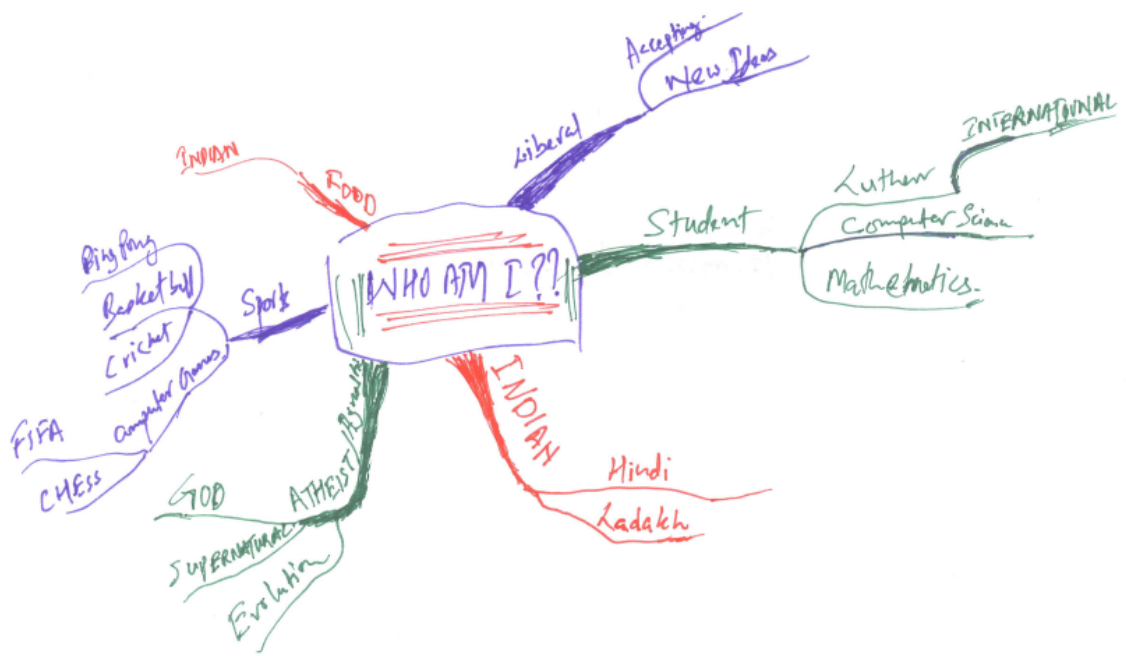 WHO AM I??
Liberal
Accepting
New Ideas
Student
Luther
INTERNATIONAL
Computer Science
Mathemetics.
INDIAN
Hindi
Ladakh
ATHEIST/
GOD
SUPERNATURAL
Evolution
Sports
Ping Pong
Basketball
Cricket
Computer Games
FIFA
CHESS
FOOD
INDIAN